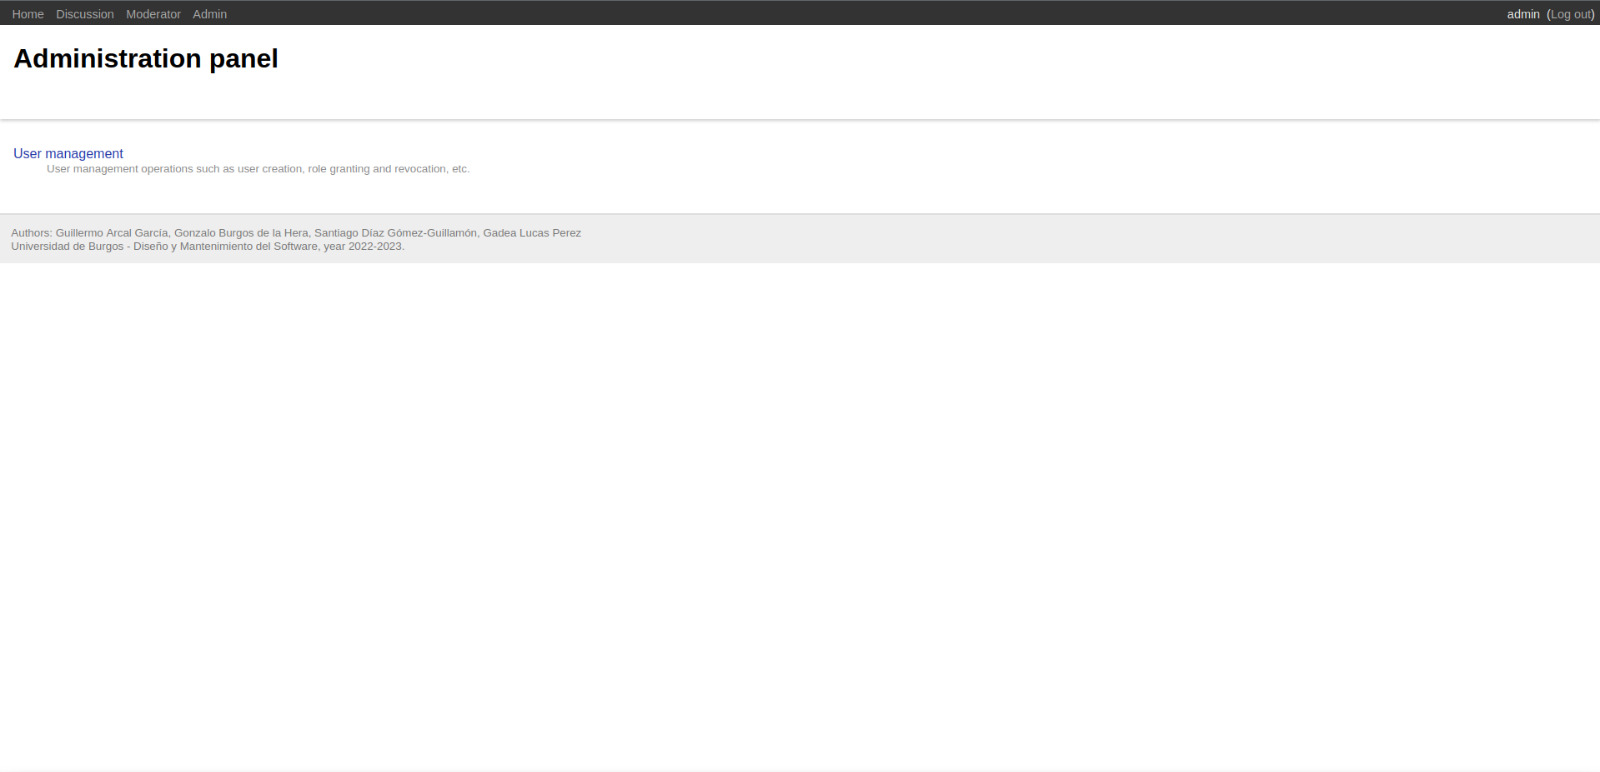 Home Discussion Moderator Admin admin (Log out)
Administration panel
User management
User management operations such as user creation, role granting and revocation, etc.
Authors: Guillermo Arcal García, Gonzalo Burgos de la Hera, Santiago Díaz Gómez-Guillamón, Gadea Lucas Perez
Universidad de Burgos - Diseño y Mantenimiento del Software, year 2022-2023.